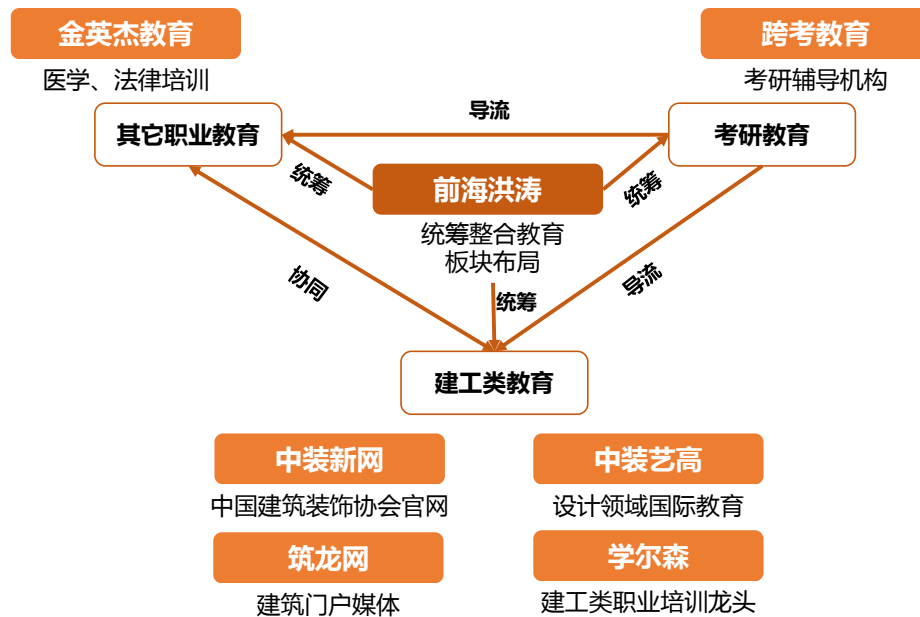 金英杰教育
跨考教育
医学、法律培训
考研辅导机构
导流
其它职业教育
考研教育
统筹
前海洪涛
统筹
统筹整合教育
板块布局
协同
统筹
导流
建工类教育
中装新网
中装艺高
中国建筑装饰协会官网
设计领域国际教育
筑龙网
学尔森
建筑门户媒体
建工类职业培训龙头